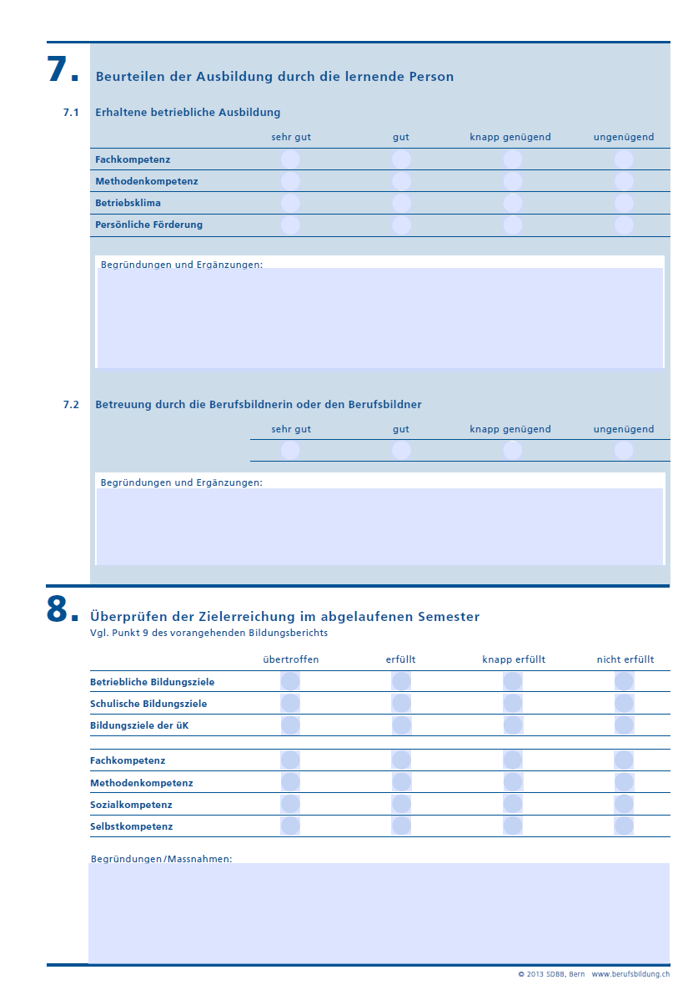 7. Beurteilen der Ausbildung durch die lernende Person
7.1 Erhaltene betriebliche Ausbildung
sehr gut gut knapp genügend ungenügend
Fachkompetenz
Methodenkompetenz
Betriebsklima
Persönliche Förderung
Begründungen und Ergänzungen:
7.2 Betreuung durch die Berufsbildnerin oder den Berufsbildner
sehr gut gut knapp genügend ungenügend
Begründungen und Ergänzungen:
8. Überprüfen der Zielerreichung im abgelaufenen Semester
Vgl. Punkt 9 des vorangehenden Bildungsberichts
übertroffen erfüllt knapp erfüllt nicht erfüllt
Betriebliche Bildungsziele
Schulische Bildungsziele
Bildungsziele der üK
Fachkompetenz
Methodenkompetenz
Sozialkompetenz
Selbstkompetenz
Begründungen/Massnahmen:
© 2013 SDBB, Bern www.berufsbildung.ch